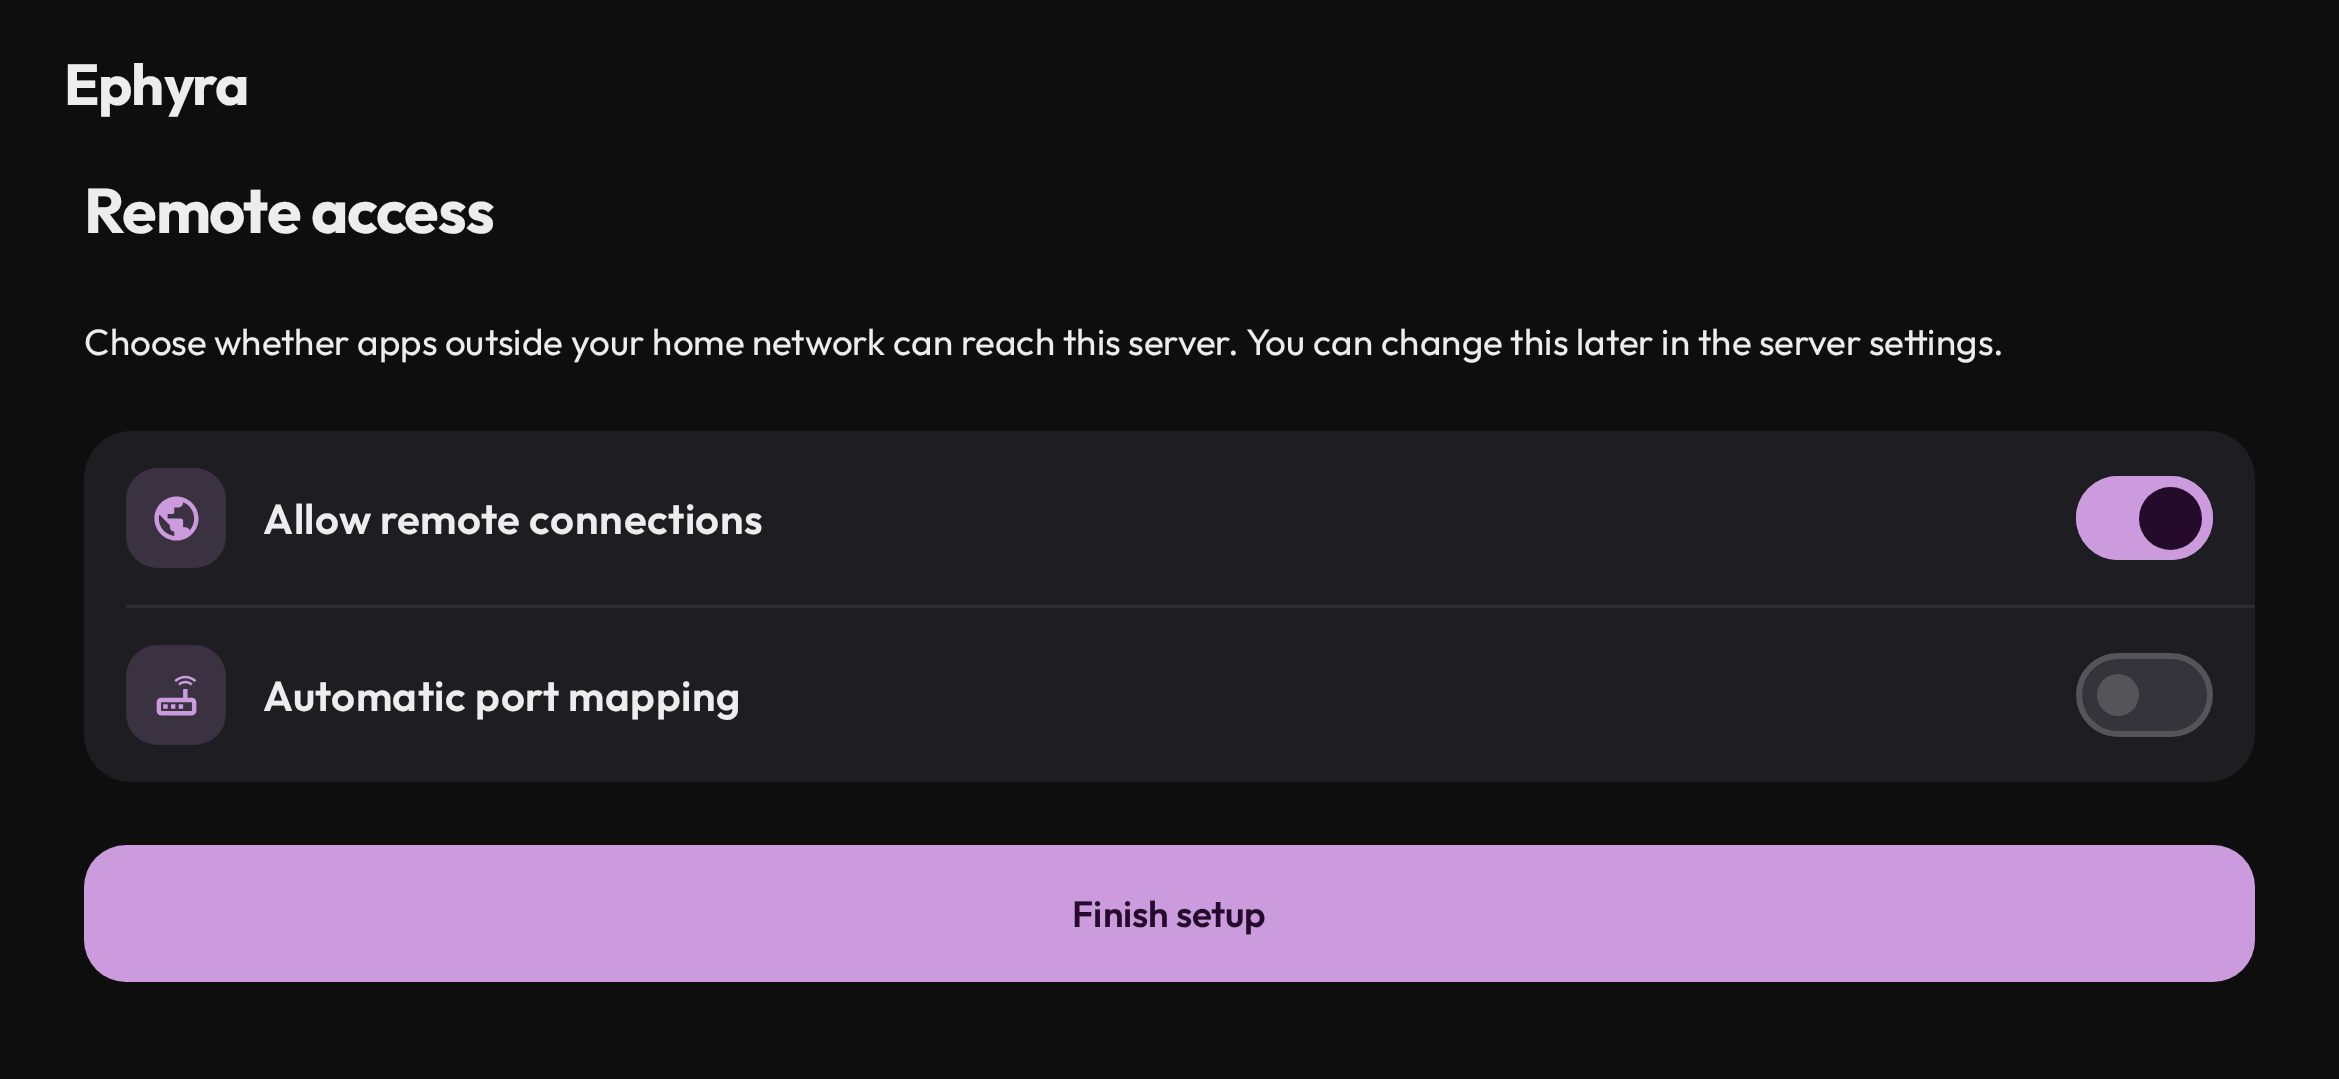 Ephyra
Remote access
Choose whether apps outside your home network can reach this server. You can change this later in the server settings.
Allow remote connections
Automatic port mapping
Finish setup